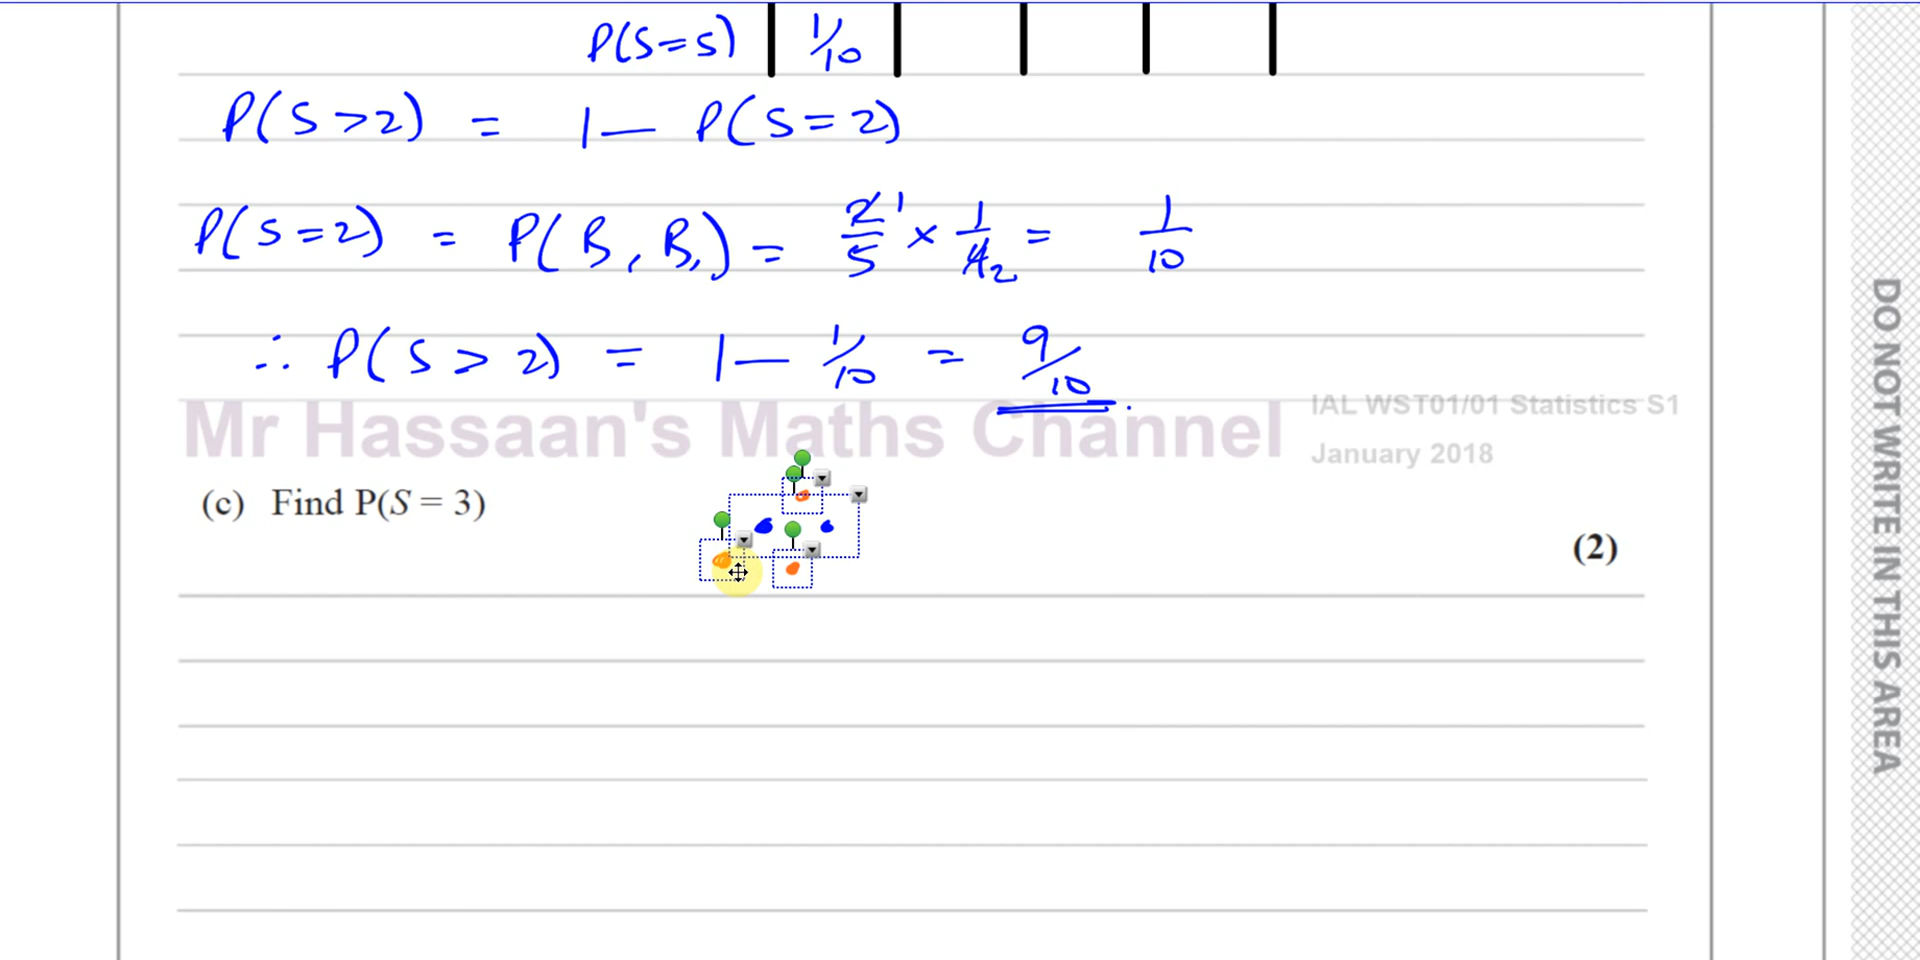 P(S=s) 1/10
P(S>2) = 1 - P(S=2)
P(S=2) = P(B, B,) = 2/5 1 × 1/4 2 = 1/10
∴ P(S > 2) = 1 - 1/10 = 9/10.
Mr Hassaan's Maths Channel
IAL WST01/01 Statistics S1
January 2018
(c) Find P(S = 3)
(2)
DO NOT WRITE IN THIS AREA